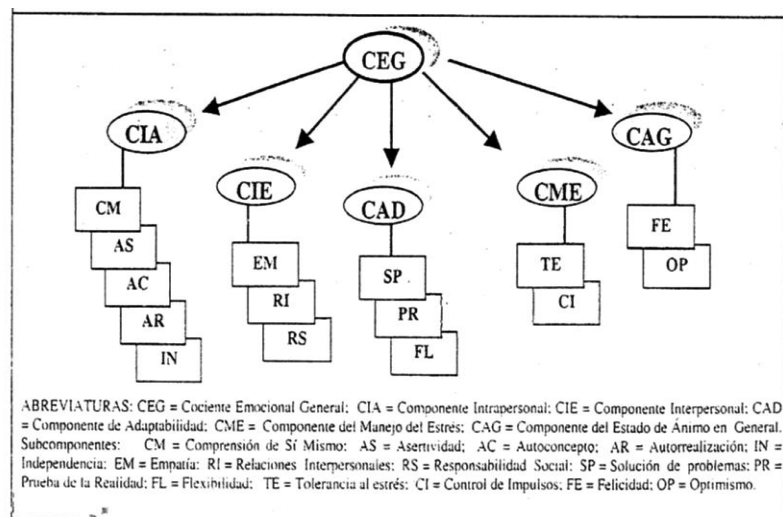 CEG
CIA
CIE
CAD
CME
CAG
CM
AS
AC
AR
IN
EM
RI
RS
SP
PR
FL
TE
CI
FE
OP
ABREVIATURAS: CEG = Cociente Emocional General; CIA = Componente Intrapersonal; CIE = Componente Interpersonal; CAD
= Componente de Adaptabilidad; CME = Componente del Manejo del Estrés; CAG = Componente del Estado de Ánimo en General.
Subcomponentes: CM = Comprensión de Sí Mismo; AS = Asertividad; AC = Autoconcepto; AR = Autorrealización; IN =
Independencia; EM = Empatía; RI = Relaciones Interpersonales; RS = Responsabilidad Social; SP = Solución de problemas; PR =
Prueba de la Realidad; FL = Flexibilidad; TE = Tolerancia al estrés; CI = Control de Impulsos; FE = Felicidad; OP = Optimismo.